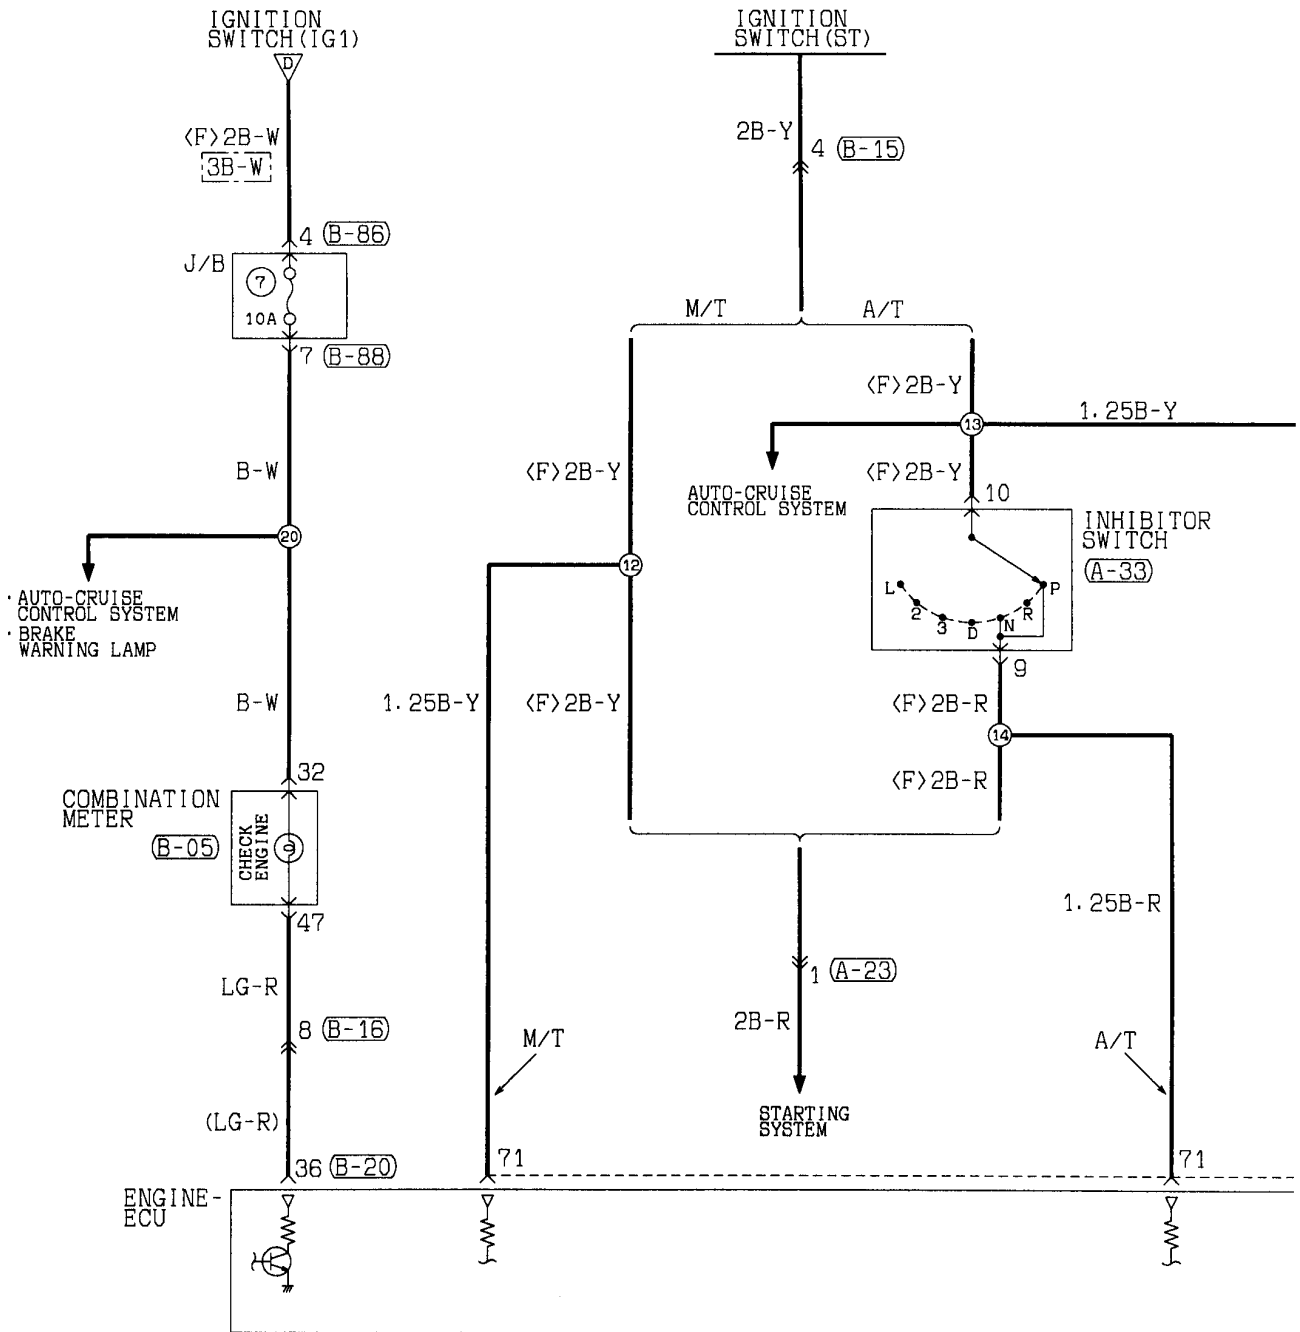 IGNITION
SWITCH(IG1)
D
<F>2B-W
3B-W
4 B-86
J/B
7
10A
7 B-88
B-W
20
· AUTO-CRUISE
CONTROL SYSTEM
· BRAKE
WARNING LAMP
B-W
32
COMBINATION
METER
B-05
CHECK
ENGINE
9
47
LG-R
8 B-16
(LG-R)
36 B-20
ENGINE-
ECU
IGNITION
SWITCH(ST)
2B-Y
4 B-15
M/T
A/T
<F>2B-Y
12
1.25B-Y
<F>2B-Y
M/T
71
<F>2B-Y
13
1.25B-Y
AUTO-CRUISE
CONTROL SYSTEM
<F>2B-Y
10
INHIBITOR
SWITCH
A-33
L
2
3
D
N
R
P
9
<F>2B-R
14
<F>2B-R
1.25B-R
1 A-23
2B-R
STARTING
SYSTEM
A/T
71